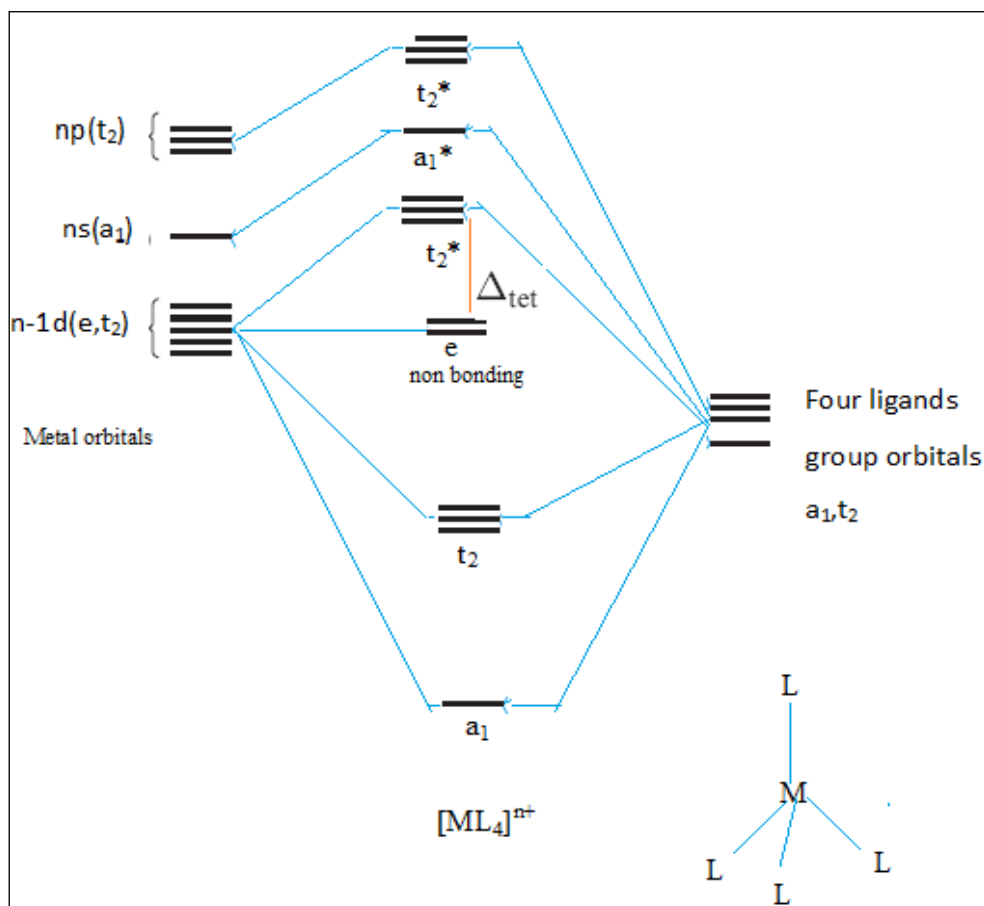 t₂*
np(t₂)
a₁*
ns(a₁)
t₂*
Δtet
n-1d(e,t₂)
e
non bonding
Metal orbitals
Four ligands
group orbitals
a₁,t₂
t₂
a₁
[ML₄]ⁿ⁺
L
M
L
L
L